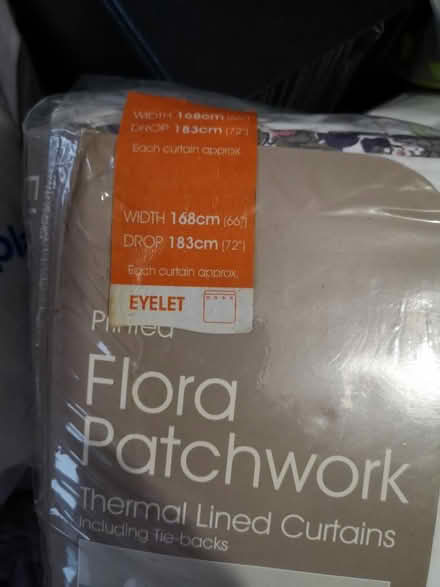 WIDTH 168cm (66")
DROP 183cm (72")
Each curtain approx.
WIDTH 168cm (66")
DROP 183cm (72")
Each curtain approx.
EYELET
Printed
Flora
Patchwork
Thermal Lined Curtains
Including Tie-backs